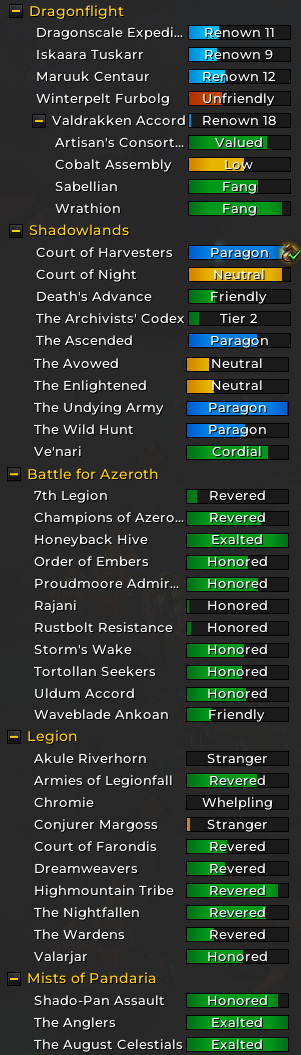 Dragonflight
Dragonscale Expedi... Renown 11
Iskaara Tuskarr Renown 9
Maruuk Centaur Renown 12
Winterpelt Furbolg Unfriendly
Valdrakken Accord Renown 18
Artisan's Consort... Valued
Cobalt Assembly Low
Sabellian Fang
Wrathion Fang
Shadowlands
Court of Harvesters Paragon
Court of Night Neutral
Death's Advance Friendly
The Archivists' Codex Tier 2
The Ascended Paragon
The Avowed Neutral
The Enlightened Neutral
The Undying Army Paragon
The Wild Hunt Paragon
Ve'nari Cordial
Battle for Azeroth
7th Legion Revered
Champions of Azero... Revered
Honeyback Hive Exalted
Order of Embers Honored
Proudmoore Admir... Honored
Rajani Honored
Rustbolt Resistance Honored
Storm's Wake Honored
Tortollan Seekers Honored
Uldum Accord Honored
Waveblade Ankoan Friendly
Legion
Akule Riverhorn Stranger
Armies of Legionfall Revered
Chromie Whelpling
Conjurer Margoss Stranger
Court of Farondis Revered
Dreamweavers Revered
Highmountain Tribe Revered
The Nightfallen Revered
The Wardens Revered
Valarjar Honored
Mists of Pandaria
Shado-Pan Assault Honored
The Anglers Exalted
The August Celestials Exalted